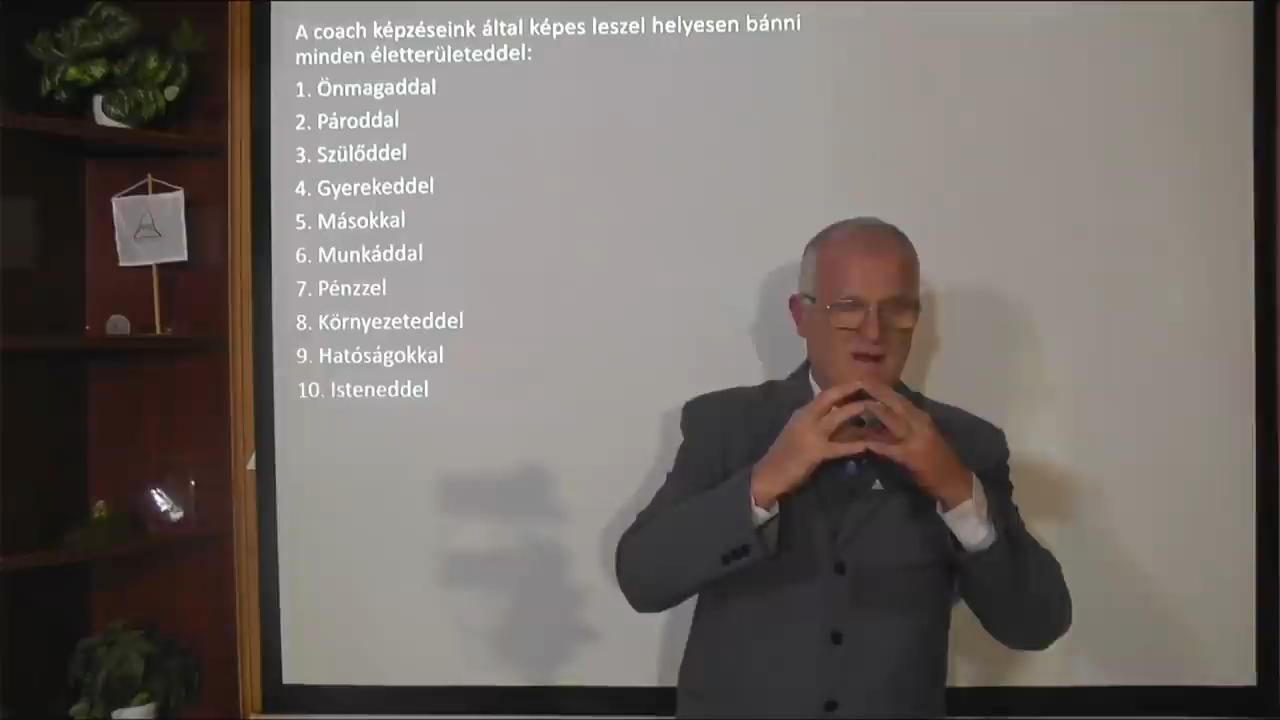 A coach képzéseink által képes leszel helyesen bánni
minden életterületeddel:
1. Önmagaddal
2. Pároddal
3. Szülőddel
4. Gyerekeddel
5. Másokkal
6. Munkáddal
7. Pénzzel
8. Környezeteddel
9. Hatóságokkal
10. Isteneddel